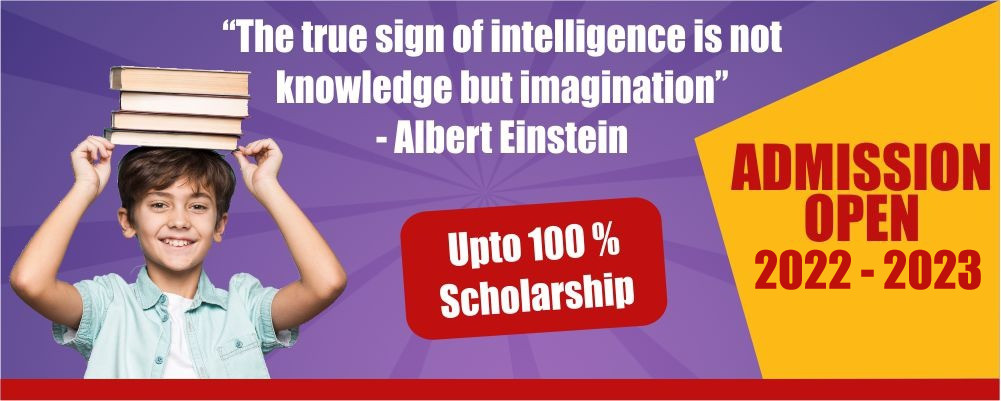 “The true sign of intelligence is not
knowledge but imagination”
- Albert Einstein
Upto 100 %
Scholarship
ADMISSION
OPEN
2022 - 2023